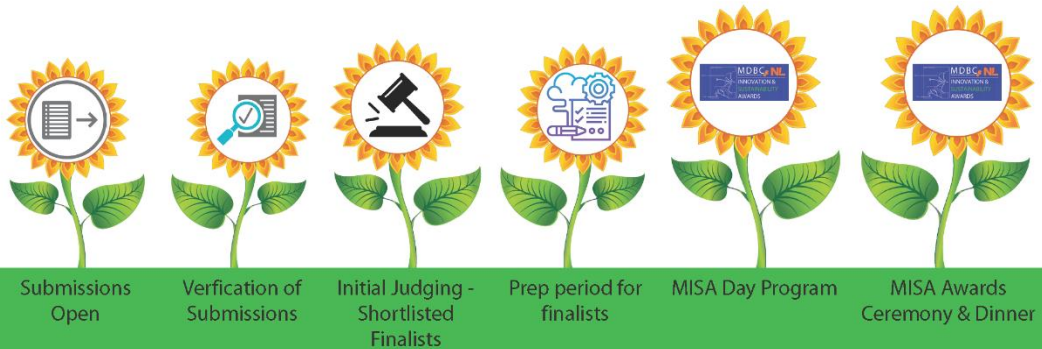 MDBC NL
INNOVATION &
SUSTAINABILITY
AWARDS
MDBC NL
INNOVATION &
SUSTAINABILITY
AWARDS
Submissions
Open
Verfication of
Submissions
Initial Judging -
Shortlisted
Finalists
Prep period for
finalists
MISA Day Program
MISA Awards
Ceremony & Dinner